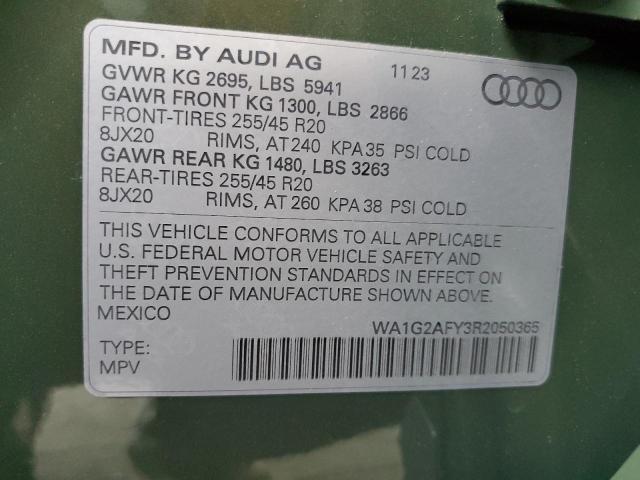 MFD. BY AUDI AG 1123
GVWR KG 2695, LBS 5941
GAWR FRONT KG 1300, LBS 2866
FRONT-TIRES 255/45 R20
8JX20 RIMS, AT 240 KPA 35 PSI COLD
GAWR REAR KG 1480, LBS 3263
REAR-TIRES 255/45 R20
8JX20 RIMS, AT 260 KPA 38 PSI COLD
THIS VEHICLE CONFORMS TO ALL APPLICABLE
U.S. FEDERAL MOTOR VEHICLE SAFETY AND
THEFT PREVENTION STANDARDS IN EFFECT ON
THE DATE OF MANUFACTURE SHOWN ABOVE.
MEXICO
WA1G2AFY3R2050365
TYPE:
MPV